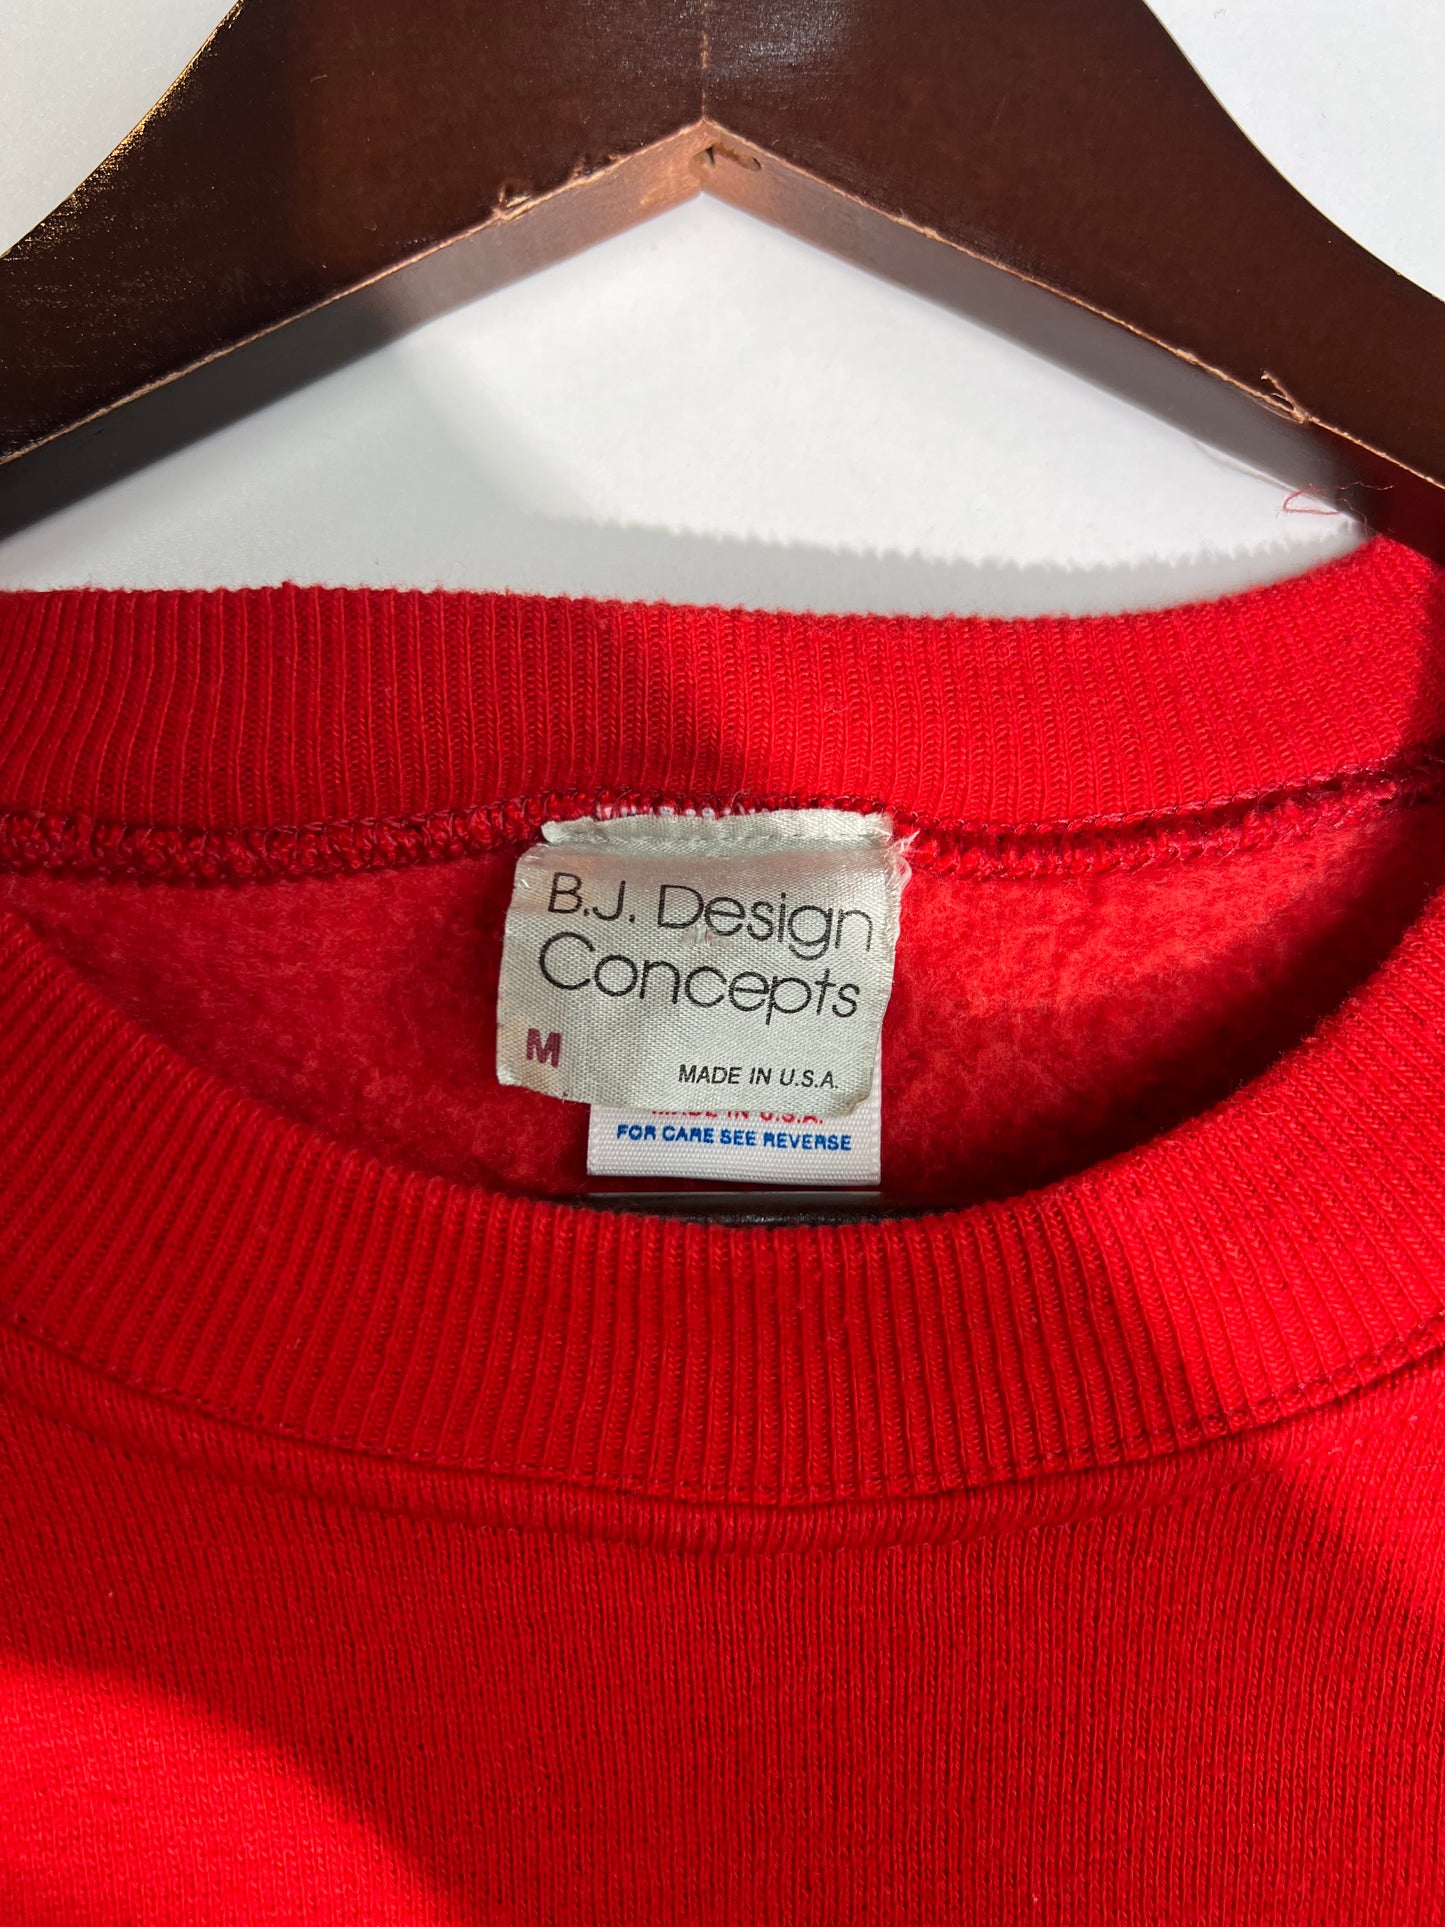 B.J. Design
Concepts
M
MADE IN U.S.A.
MADE IN U.S.A.
FOR CARE SEE REVERSE